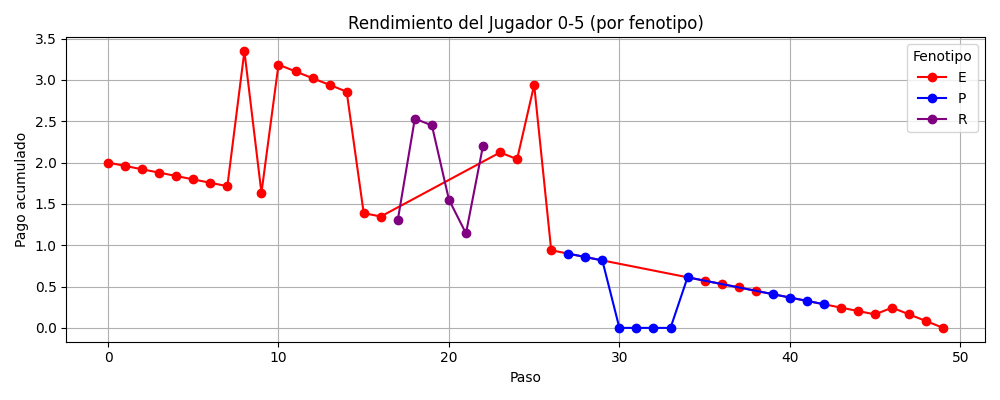 Rendimiento del Jugador 0-5 (por fenotipo)
Pago acumulado
3.5
3.0
2.5
2.0
1.5
1.0
0.5
0.0
Fenotipo
E
P
R
0 10 20 30 40 50
Paso